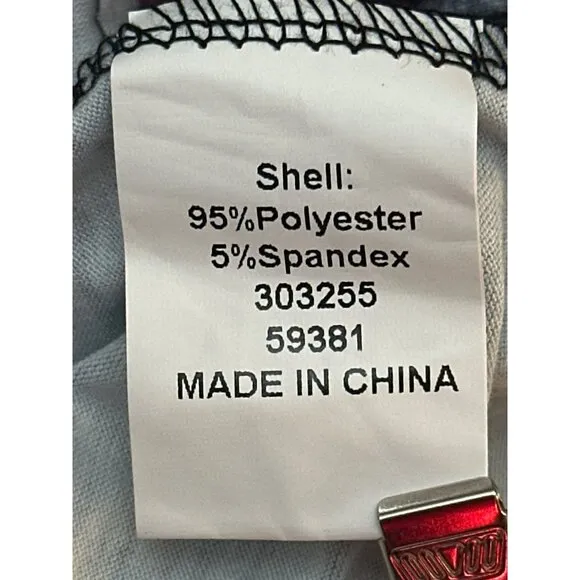 Shell:
95%Polyester
5%Spandex
303255
59381
MADE IN CHINA